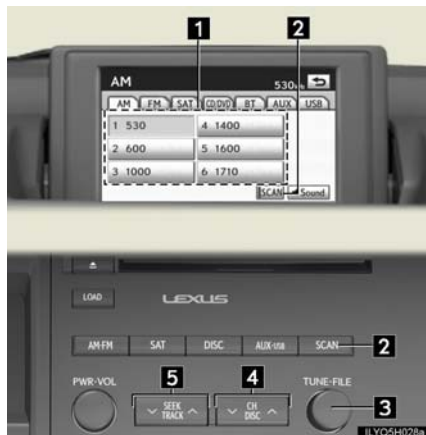 1 2
AM 530kHz
AM FM SAT CD/DVD BT AUX USB
1 530 4 1400
2 600 5 1600
3 1000 6 1710
SCAN Sound
LOAD LEXUS
AM·FM SAT DISC AUX·USB SCAN 2
PWR·VOL 5 4 TUNE·FILE
SEEK TRACK CH DISC 3
ILYO5H028a